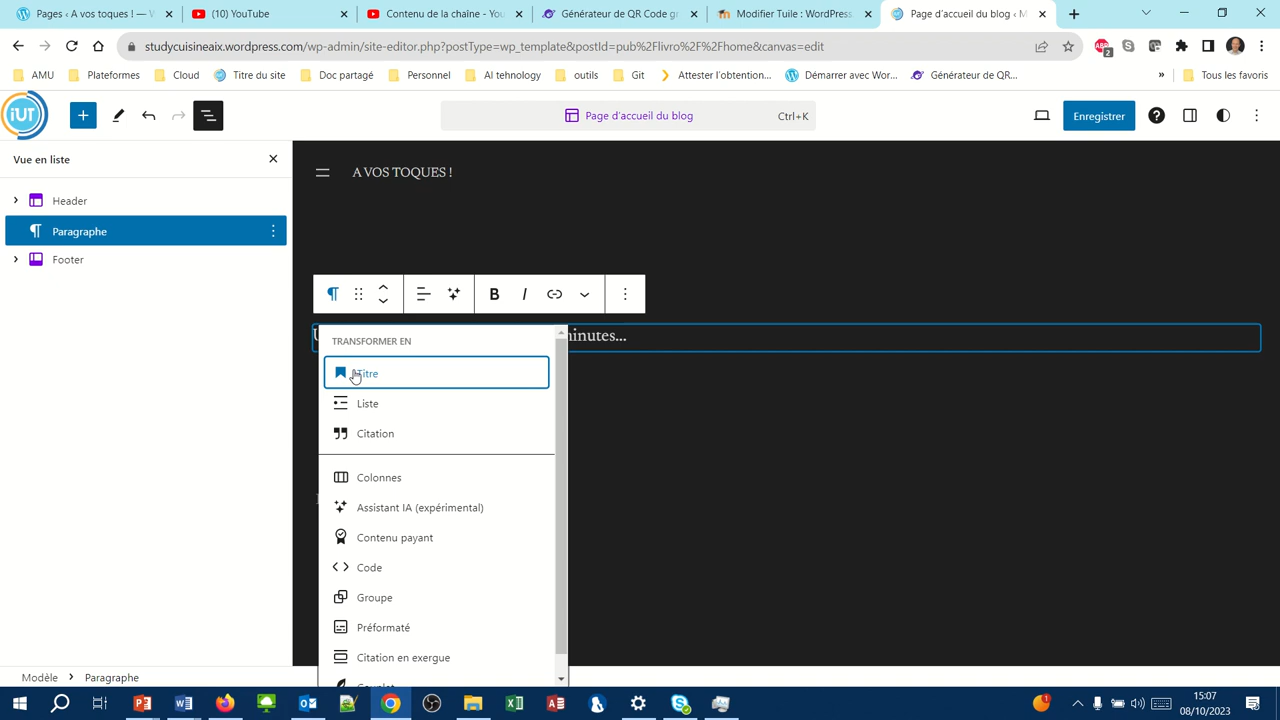 Pages A vos toques ! — W
(10) YouTube
Contenu de la chaîne - You
Générateur de QR Code gr
Modifier Tuile : WordPress
Page d'accueil du blog ‹ M
studycuisineaix.wordpress.com/wp-admin/site-editor.php?postType=wp_template&postId=pub%2Flivro%2F%2Fhome&canvas=edit
2
AMU
Plateformes
Cloud
Titre du site
Doc partagé
Personnel
AI tehnology
outils
Git
Attester l'obtention...
Démarrer avec Wor...
Générateur de QR...
»
Tous les favoris
iUT
Page d'accueil du blog
Ctrl+K
Enregistrer
Vue en liste
A VOS TOQUES !
Header
Paragraphe
Footer
B I
minutes...
TRANSFORMER EN
Titre
Liste
Citation
Colonnes
Assistant IA (expérimental)
Contenu payant
Code
Groupe
Préformaté
Citation en exergue
Couplet
Modèle > Paragraphe
1
15:07
08/10/2023